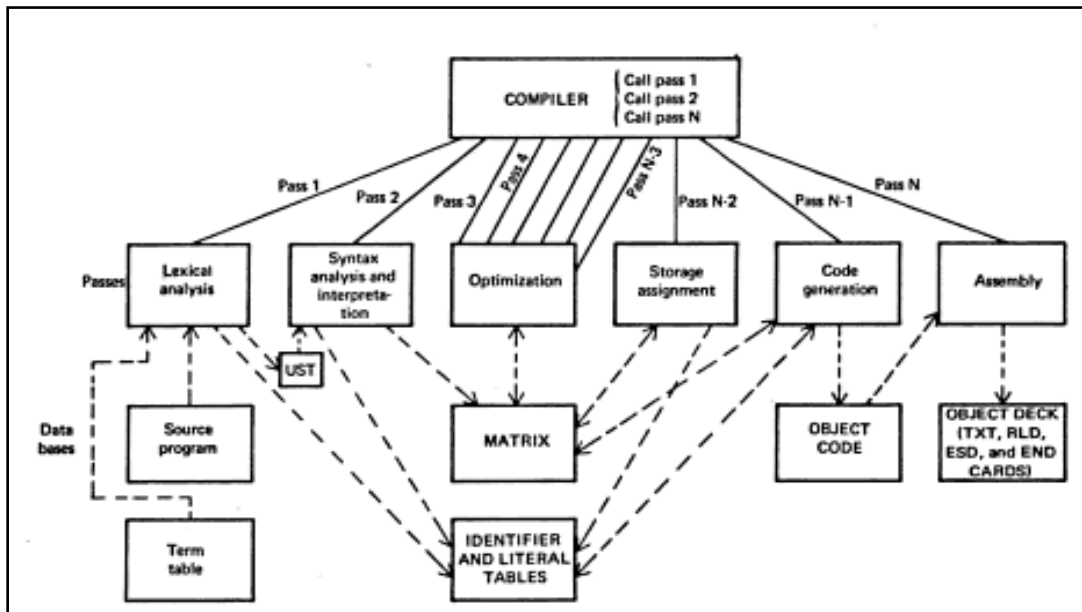 COMPILER
Call pass 1
Call pass 2
Call pass N
Pass 1
Pass 2
Pass 3
Pass 4
Pass N-3
Pass N-2
Pass N-1
Pass N
Passes
Lexical
analysis
Syntax
analysis and
interpreta-
tion
Optimization
Storage
assignment
Code
generation
Assembly
UST
Data
bases
Source
program
MATRIX
OBJECT
CODE
OBJECT DECK
(TXT, RLD,
ESD, and END
CARDS)
Term
table
IDENTIFIER
AND LITERAL
TABLES